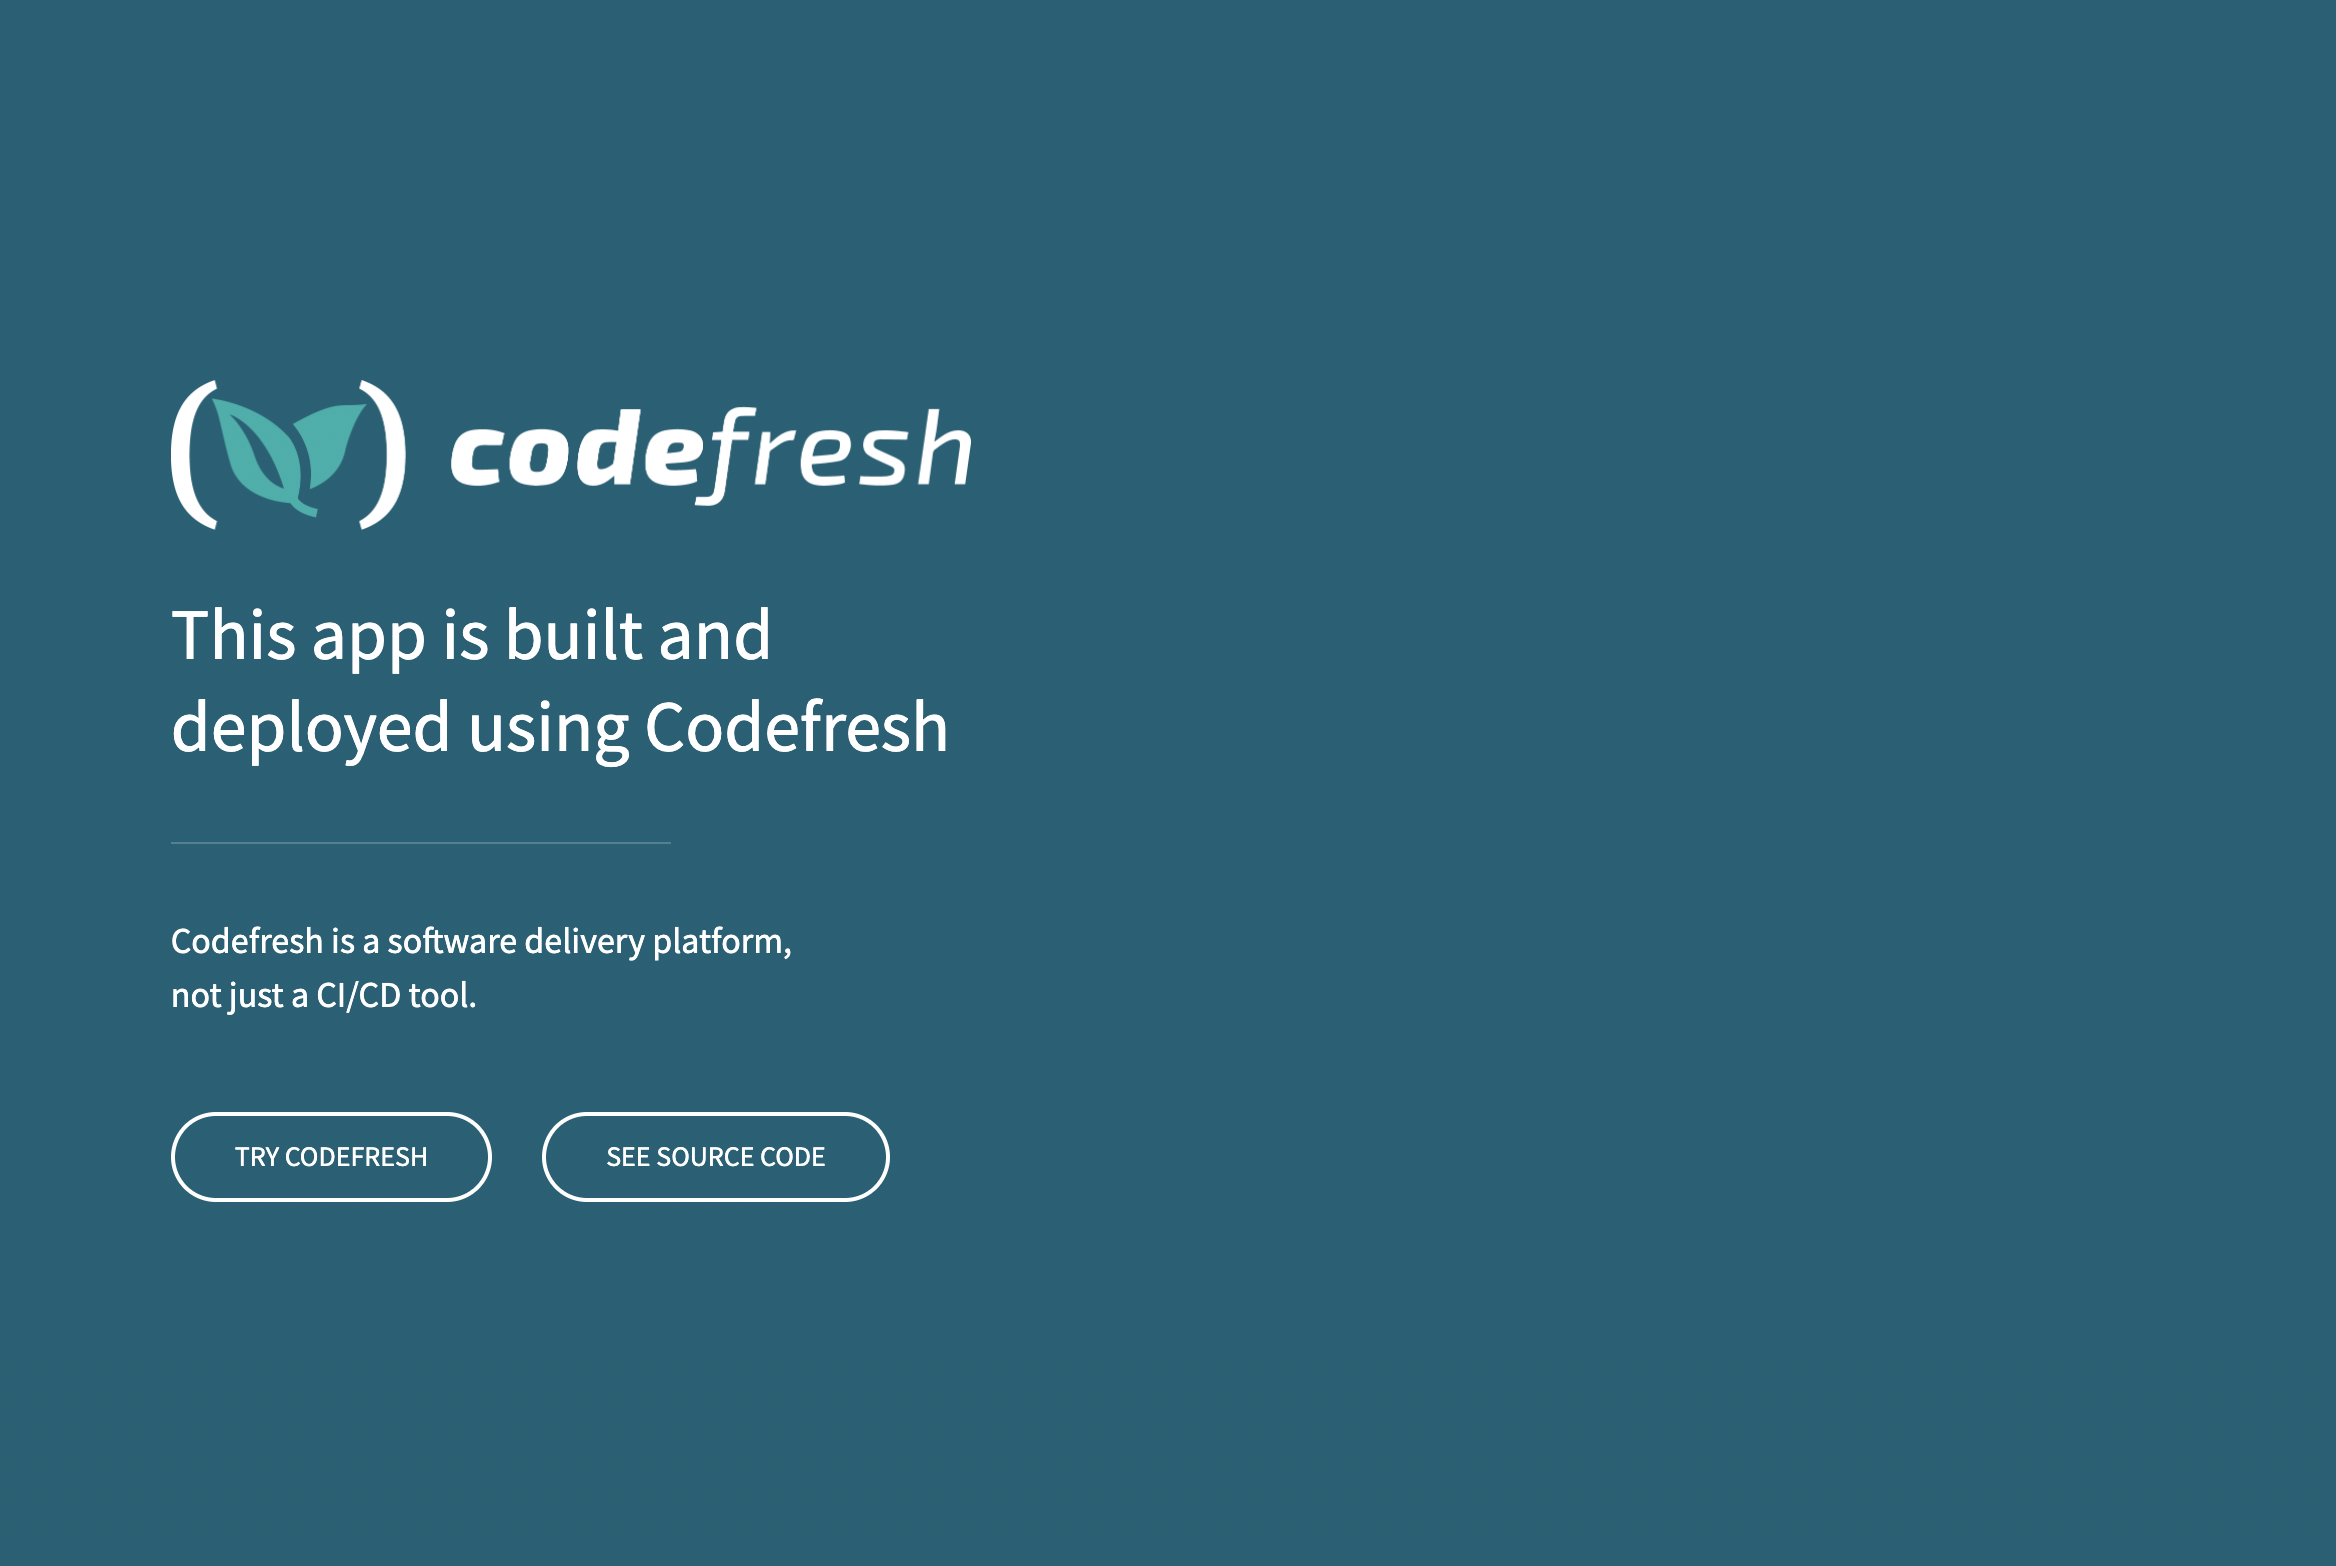 codefresh
This app is built and
deployed using Codefresh
Codefresh is a software delivery platform,
not just a CI/CD tool.
TRY CODEFRESH
SEE SOURCE CODE